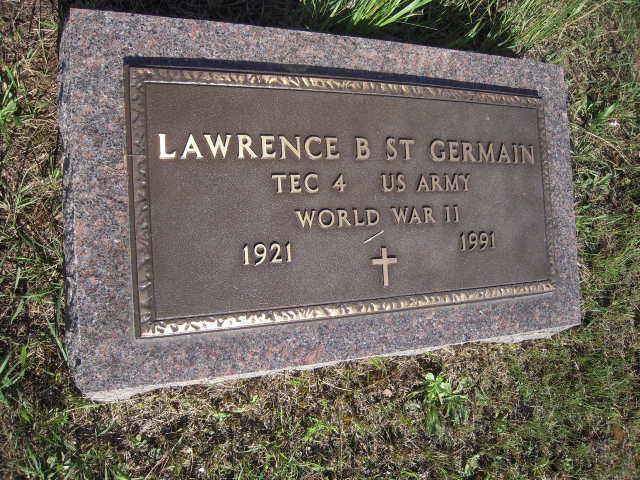 LAWRENCE B ST GERMAIN
TEC 4 US ARMY
WORLD WAR II
1921 1991